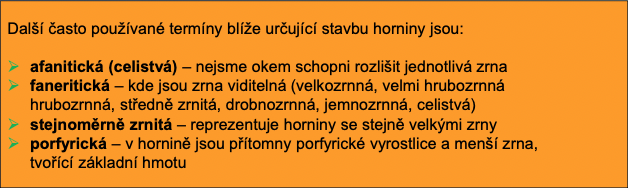 Další často používané termíny blíže určující stavbu horniny jsou:
➢ afanitická (celistvá) – nejsme okem schopni rozlišit jednotlivá zrna
➢ faneritická – kde jsou zrna viditelná (velkozrnná, velmi hrubozrnná
hrubozrnná, středně zrnitá, drobnozrnná, jemnozrnná, celistvá)
➢ stejnoměrně zrnitá – reprezentuje horniny se stejně velkými zrny
➢ porfyrická – v hornině jsou přítomny porfyrické vyrostlice a menší zrna,
tvořící základní hmotu